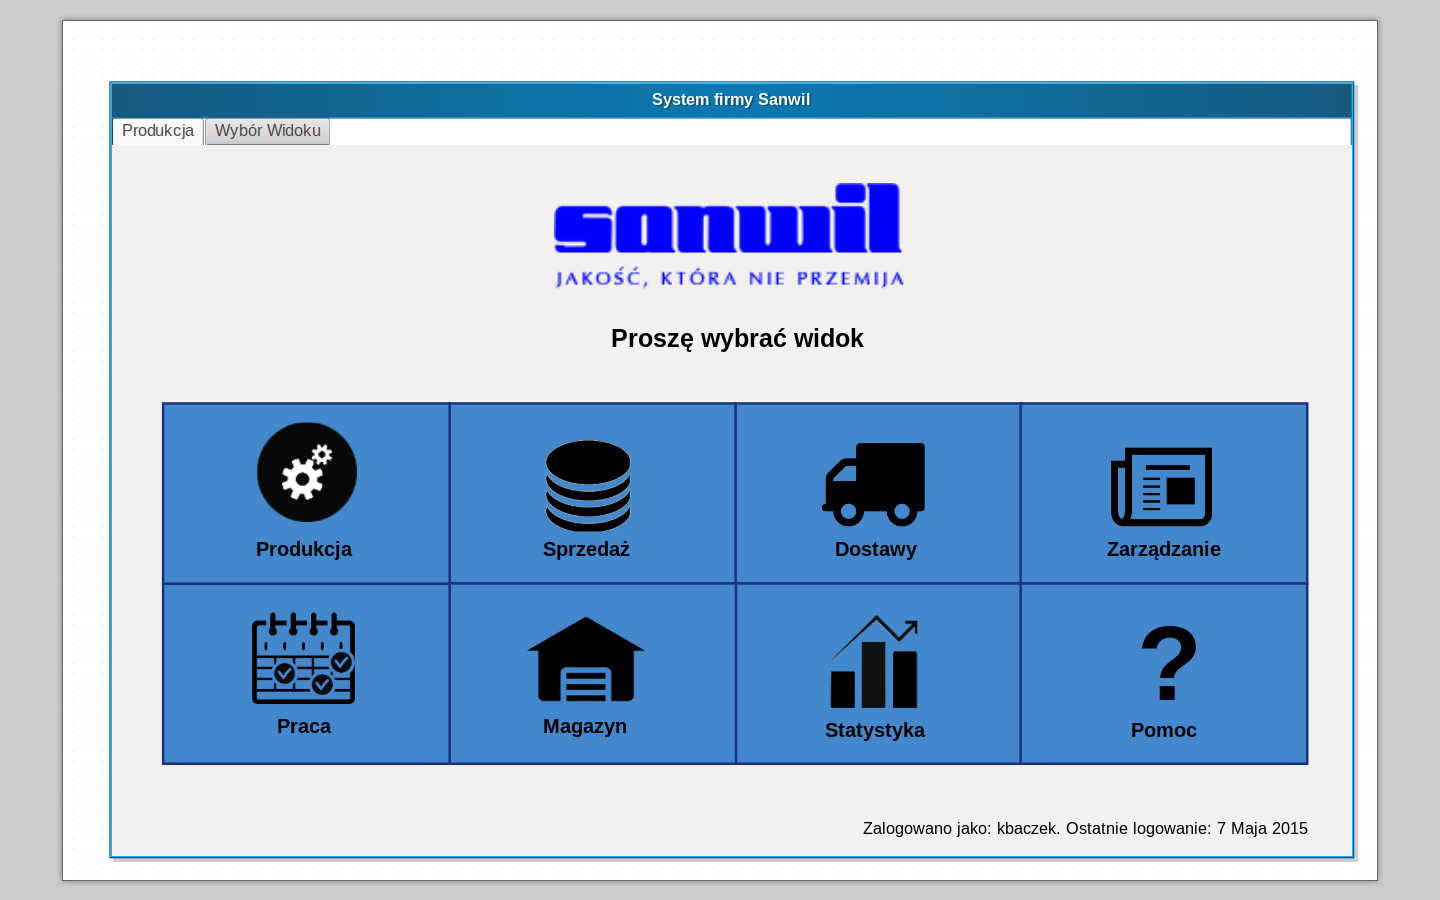 System firmy Sanwil
Produkcja Wybór Widoku
sanwil
JAKOŚĆ, KTÓRA NIE PRZEMIJA
Proszę wybrać widok
Produkcja Sprzedaż Dostawy Zarządzanie
?
Praca Magazyn Statystyka Pomoc
Zalogowano jako: kbaczek. Ostatnie logowanie: 7 Maja 2015